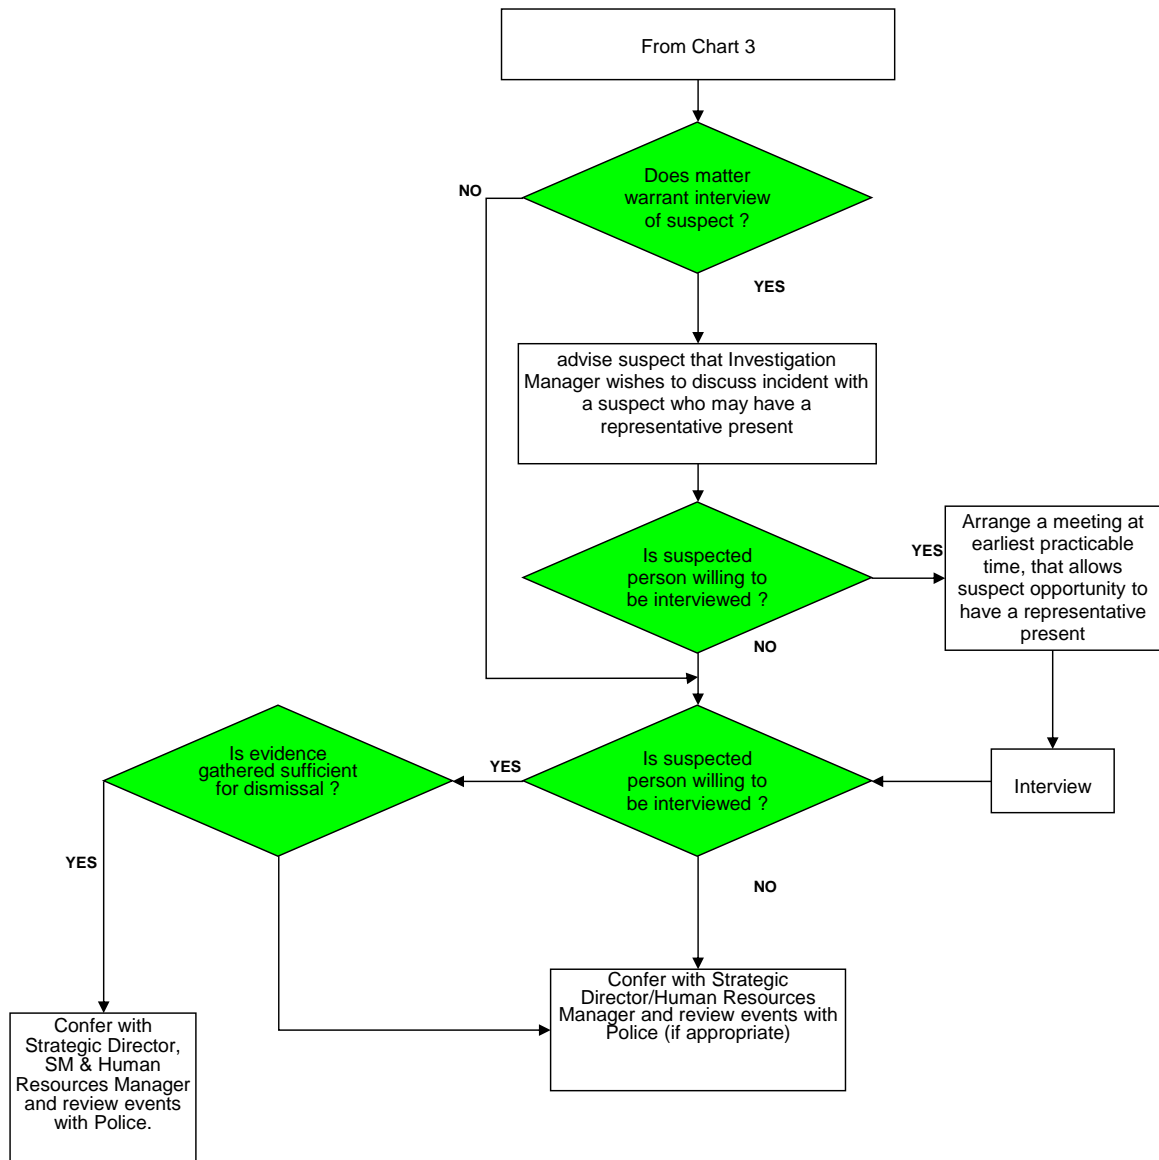 From Chart 3
Does matter
warrant interview
of suspect ?
NO
YES
advise suspect that Investigation
Manager wishes to discuss incident with
a suspect who may have a
representative present
Is suspected
person willing to
be interviewed ?
YES
Arrange a meeting at
earliest practicable
time, that allows
suspect opportunity to
have a representative
present
NO
Interview
Is suspected
person willing to
be interviewed ?
YES
Is evidence
gathered sufficient
for dismissal ?
YES
NO
Confer with Strategic
Director/Human Resources
Manager and review events with
Police (if appropriate)
Confer with
Strategic Director,
SM & Human
Resources Manager
and review events
with Police.